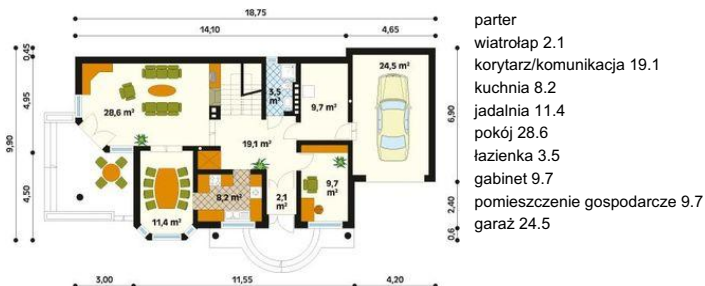 18,75
14,10 4,65
0,45
4,95
9,90
4,50
28,6 m²
3,5 m²
9,7 m²
24,5 m²
19,1 m²
11,4 m²
8,2 m²
2,1 m²
9,7 m²
6,90
2,40
0,6
3,00 11,55 4,20
parter
wiatrołap 2.1
korytarz/komunikacja 19.1
kuchnia 8.2
jadalnia 11.4
pokój 28.6
łazienka 3.5
gabinet 9.7
pomieszczenie gospodarcze 9.7
garaż 24.5